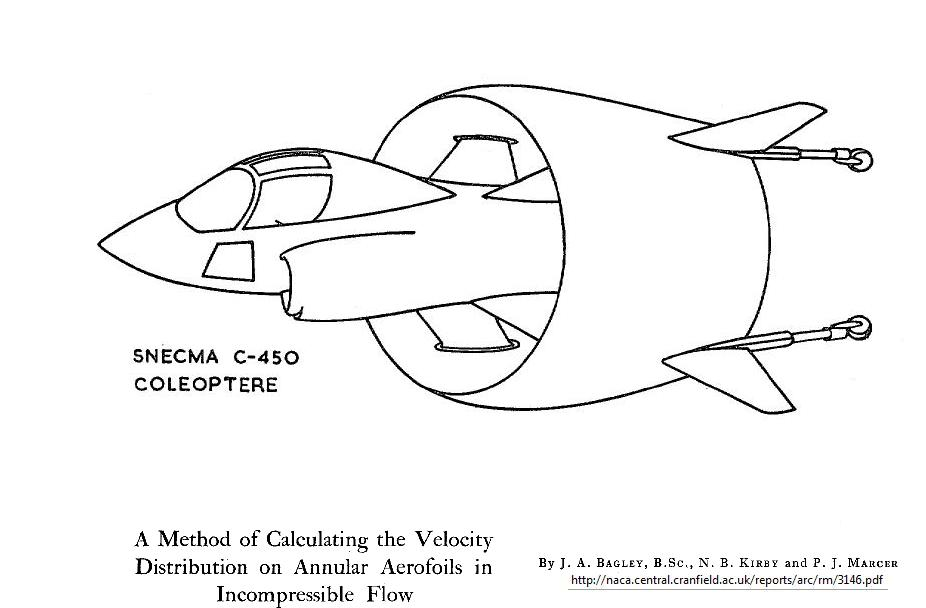 SNECMA C-450
COLEOPTERE
A Method of Calculating the Velocity
Distribution on Annular Aerofoils in
Incompressible Flow
By J. A. BAGLEY, B.Sc., N. B. KIRBY and P. J. MARCER
http://naca.central.cranfield.ac.uk/reports/arc/rm/3146.pdf